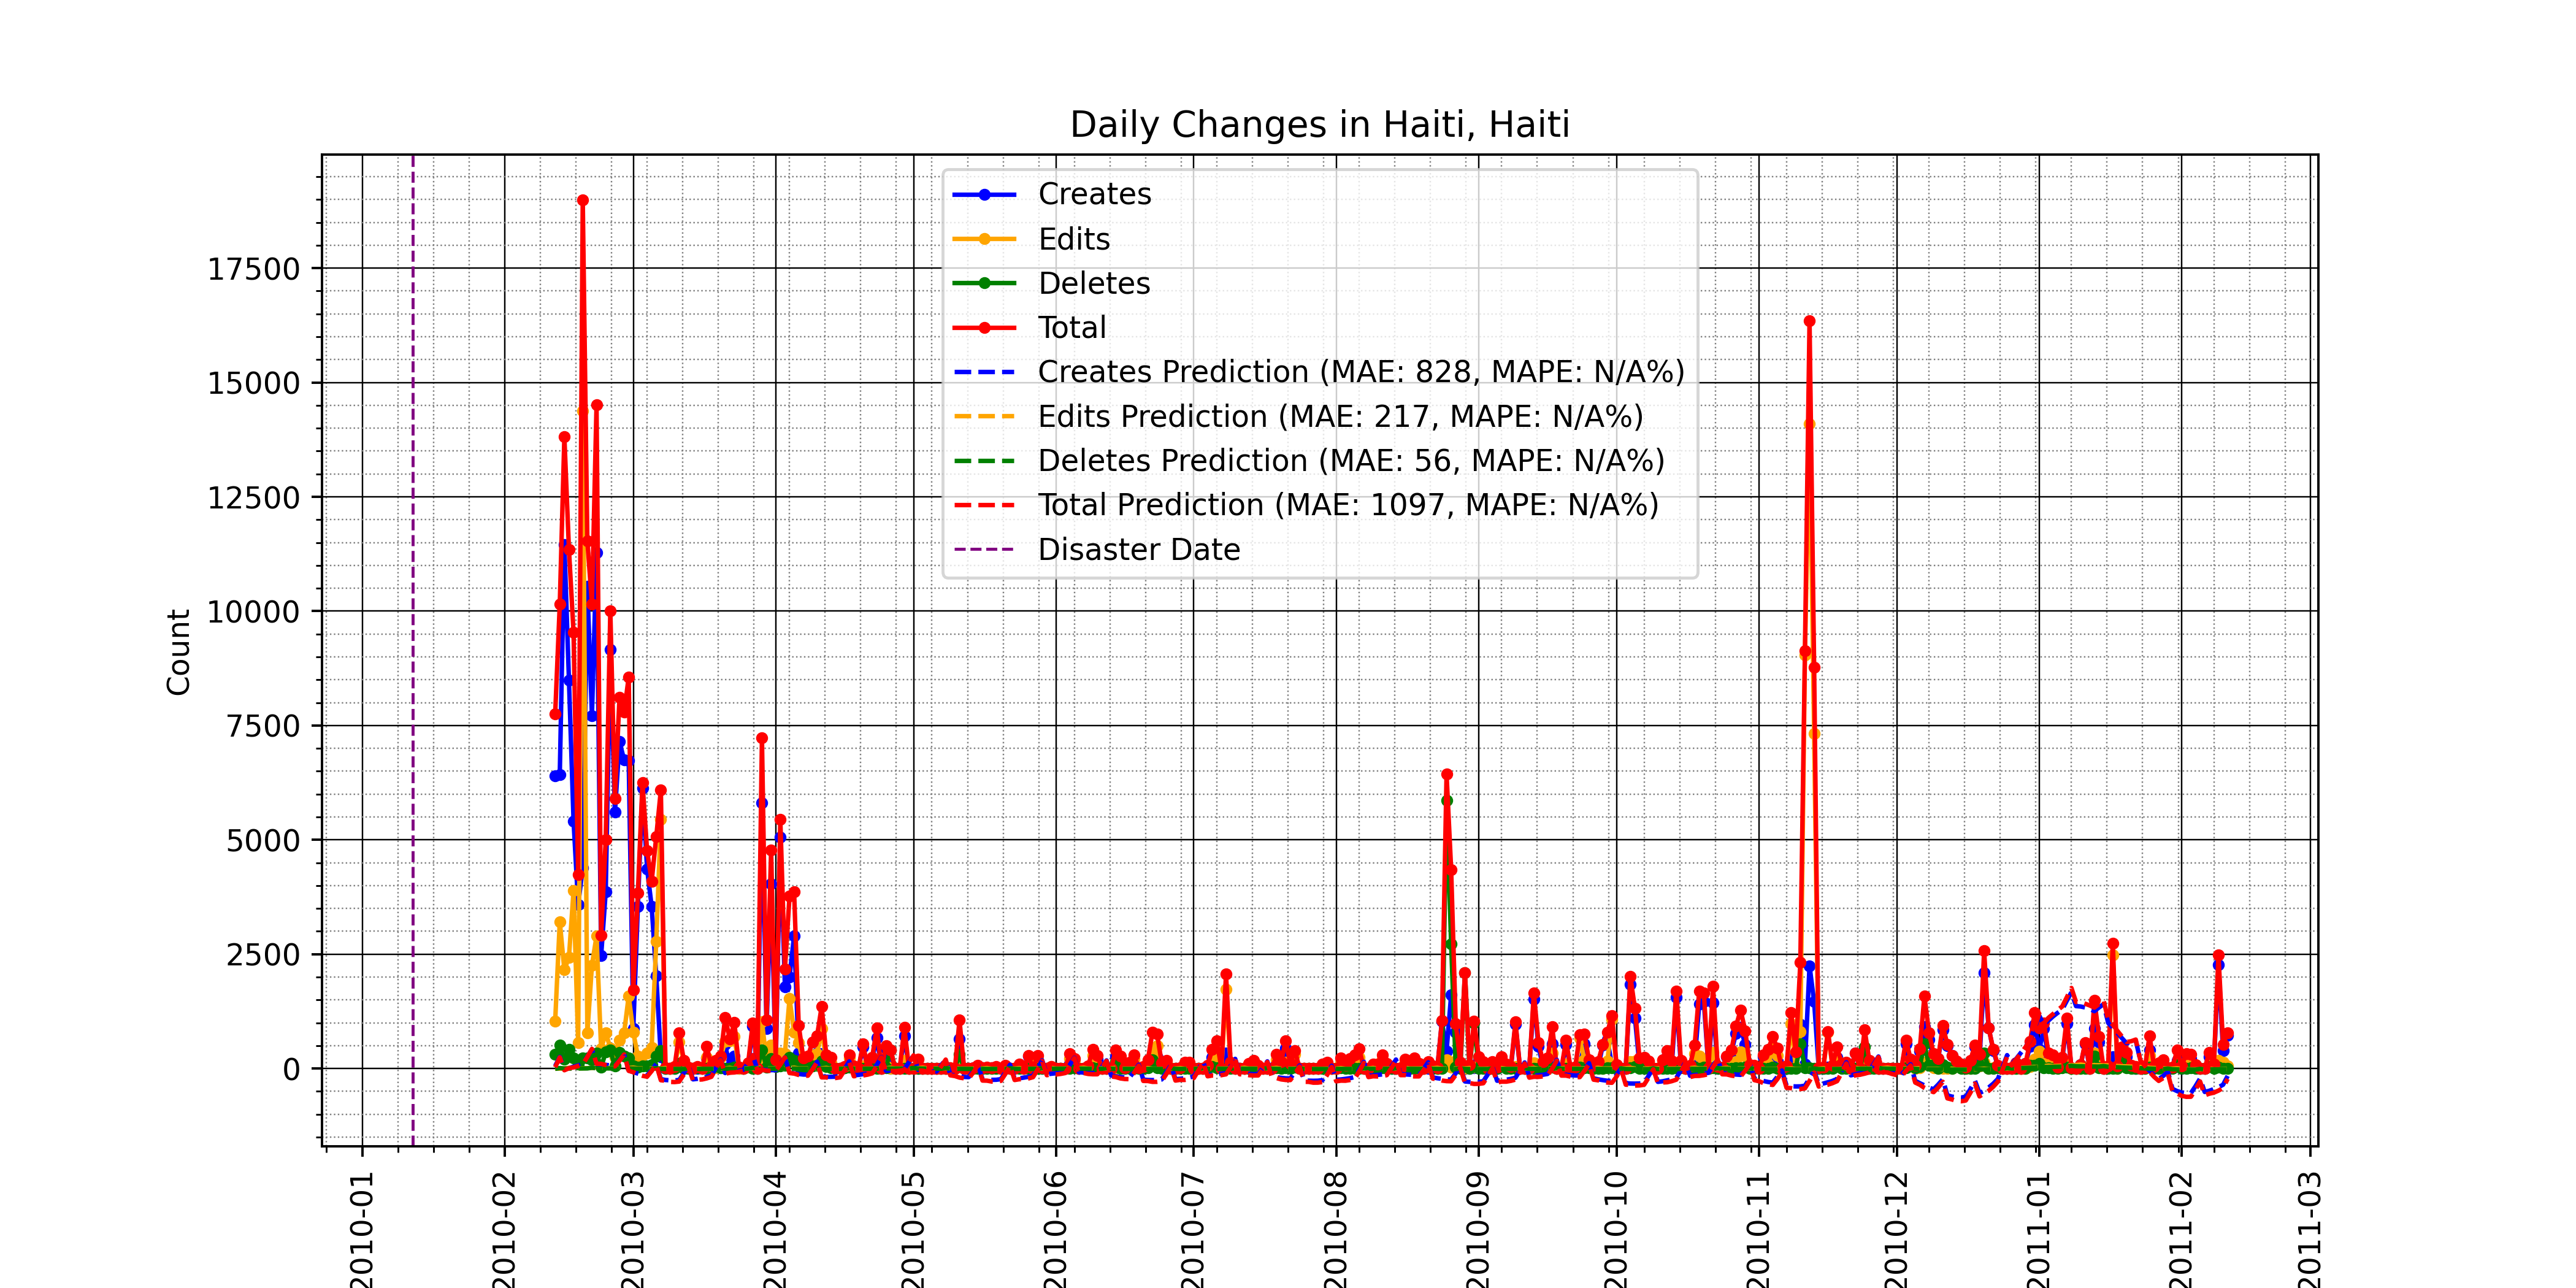 Daily Changes in Haiti, Haiti
Creates
Edits
Deletes
Total
Creates Prediction (MAE: 828, MAPE: N/A%)
Edits Prediction (MAE: 217, MAPE: N/A%)
Deletes Prediction (MAE: 56, MAPE: N/A%)
Total Prediction (MAE: 1097, MAPE: N/A%)
Disaster Date
Count
17500
15000
12500
10000
7500
5000
2500
0
2010-01
2010-02
2010-03
2010-04
2010-05
2010-06
2010-07
2010-08
2010-09
2010-10
2010-11
2010-12
2011-01
2011-02
2011-03